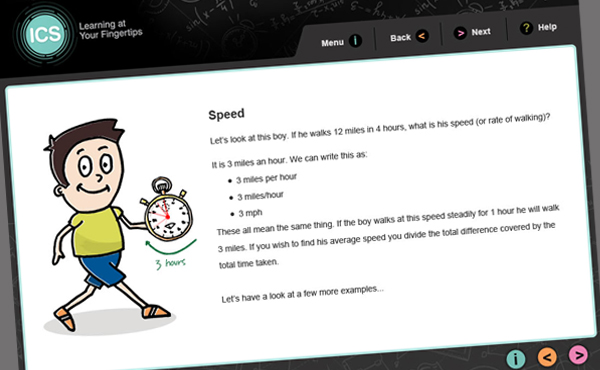 ICS
Learning at
Your Fingertips
Menu i
Back <
> Next
? Help
Speed
Let's look at this boy. If he walks 12 miles in 4 hours, what is his speed (or rate of walking)?
It is 3 miles an hour. We can write this as:
• 3 miles per hour
• 3 miles/hour
• 3 mph
These all mean the same thing. If the boy walks at this speed steadily for 1 hour he will walk
3 miles. If you wish to find his average speed you divide the total difference covered by the
total time taken.
3 hours
Let's have a look at a few more examples...
i < >